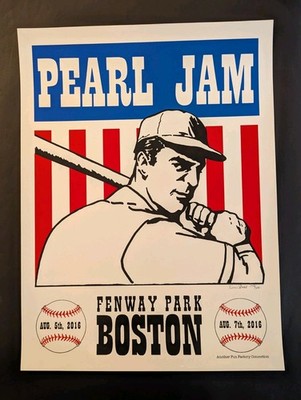 PEARL JAM
FENWAY PARK
BOSTON
AUG. 5th, 2016
AUG. 7th, 2016